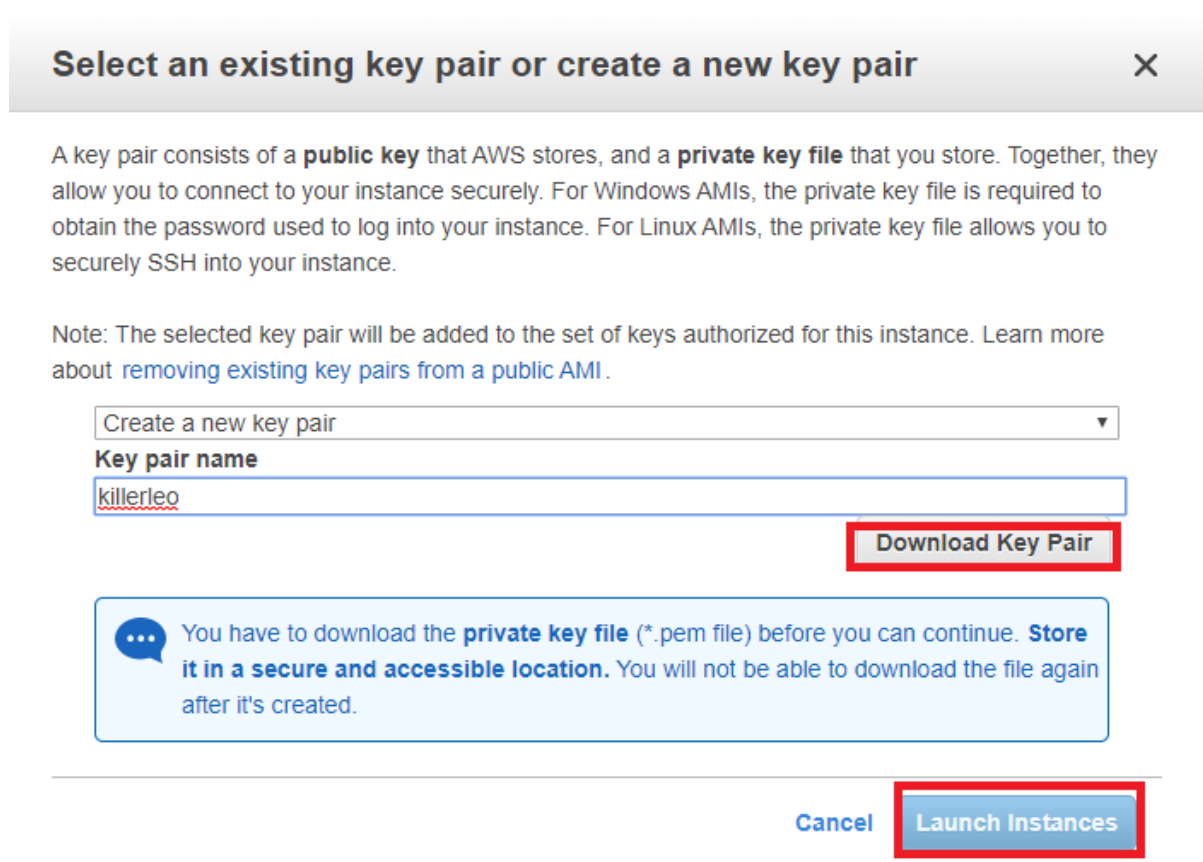 Select an existing key pair or create a new key pair
A key pair consists of a public key that AWS stores, and a private key file that you store. Together, they
allow you to connect to your instance securely. For Windows AMIs, the private key file is required to
obtain the password used to log into your instance. For Linux AMIs, the private key file allows you to
securely SSH into your instance.
Note: The selected key pair will be added to the set of keys authorized for this instance. Learn more
about removing existing key pairs from a public AMI.
Create a new key pair
Key pair name
killerleo
Download Key Pair
You have to download the private key file (*.pem file) before you can continue. Store
it in a secure and accessible location. You will not be able to download the file again
after it's created.
Cancel Launch Instances